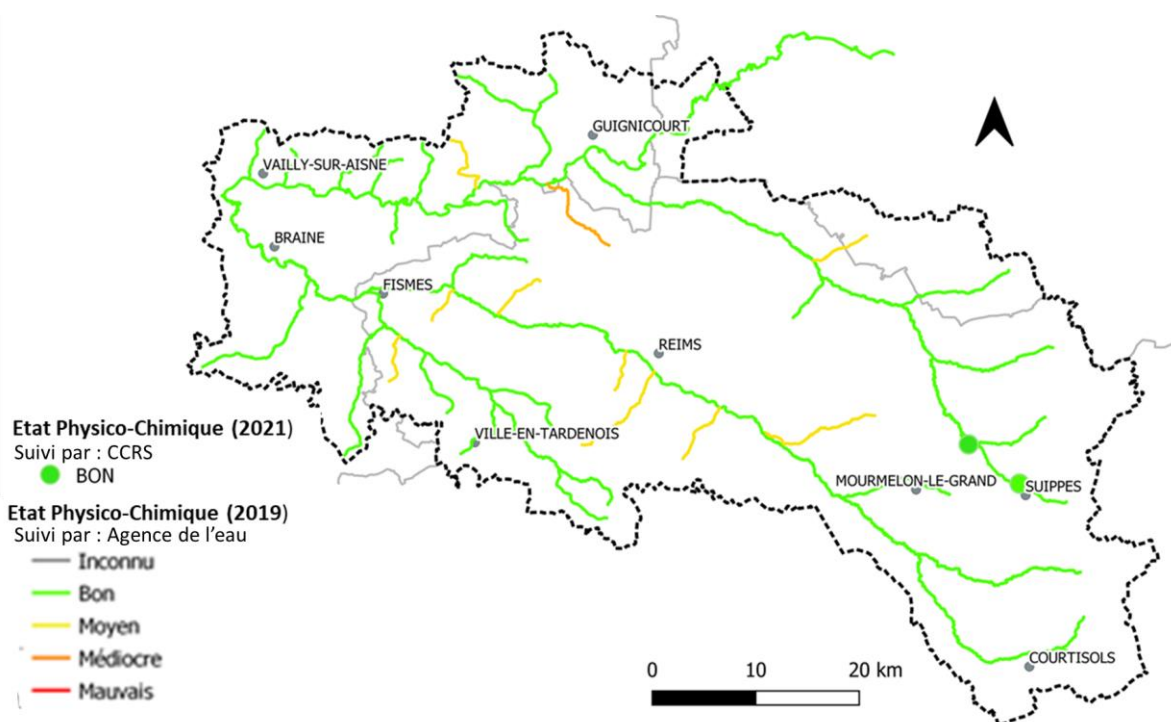 GUIGNICOURT
VAILLY-SUR-AISNE
BRAINE
FISMES
REIMS
VILLE-EN-TARDENOIS
MOURMELON-LE-GRAND
SUIPPES
COURTISOLS
Etat Physico-Chimique (2021)
Suivi par : CCRS
BON
Etat Physico-Chimique (2019)
Suivi par : Agence de l'eau
Inconnu
Bon
Moyen
Médiocre
Mauvais
0 10 20 km